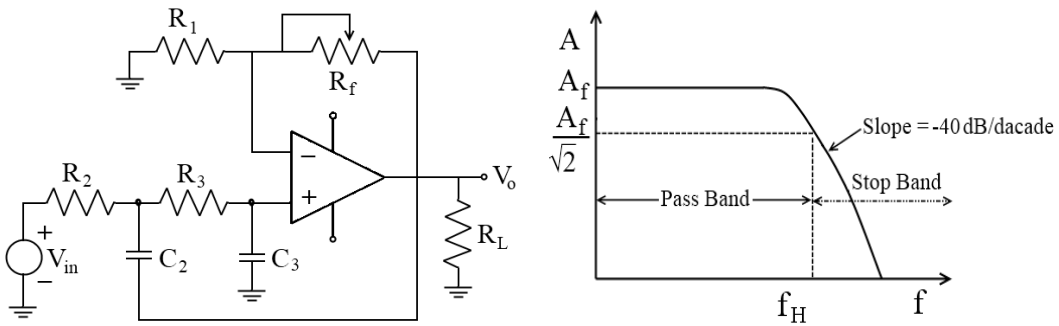 R1
Rf
R2
R3
−
+
Vo
+
Vin
−
C2
C3
RL
A
Af
Af
√2
Slope = -40 dB/dacade
Pass Band
Stop Band
fH
f